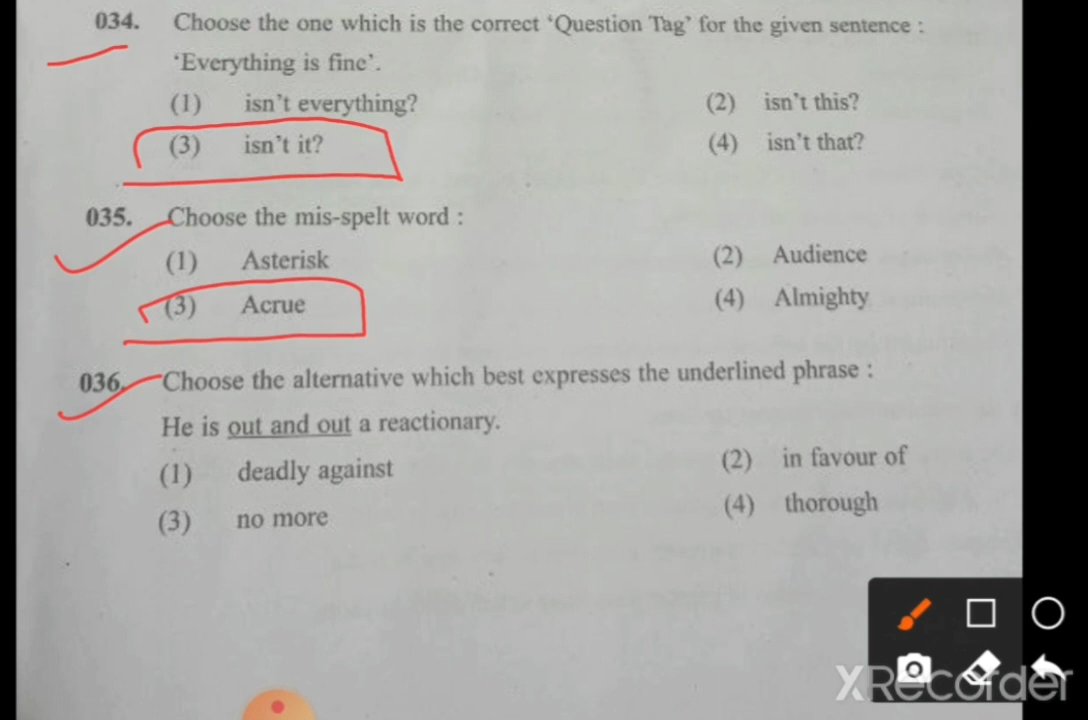 034. Choose the one which is the correct ‘Question Tag’ for the given sentence :
‘Everything is fine’.
(1) isn’t everything? (2) isn’t this?
(3) isn’t it? (4) isn’t that?
035. Choose the mis-spelt word :
(1) Asterisk (2) Audience
(3) Acrue (4) Almighty
036. Choose the alternative which best expresses the underlined phrase :
He is out and out a reactionary.
(1) deadly against (2) in favour of
(3) no more (4) thorough
XRecorder